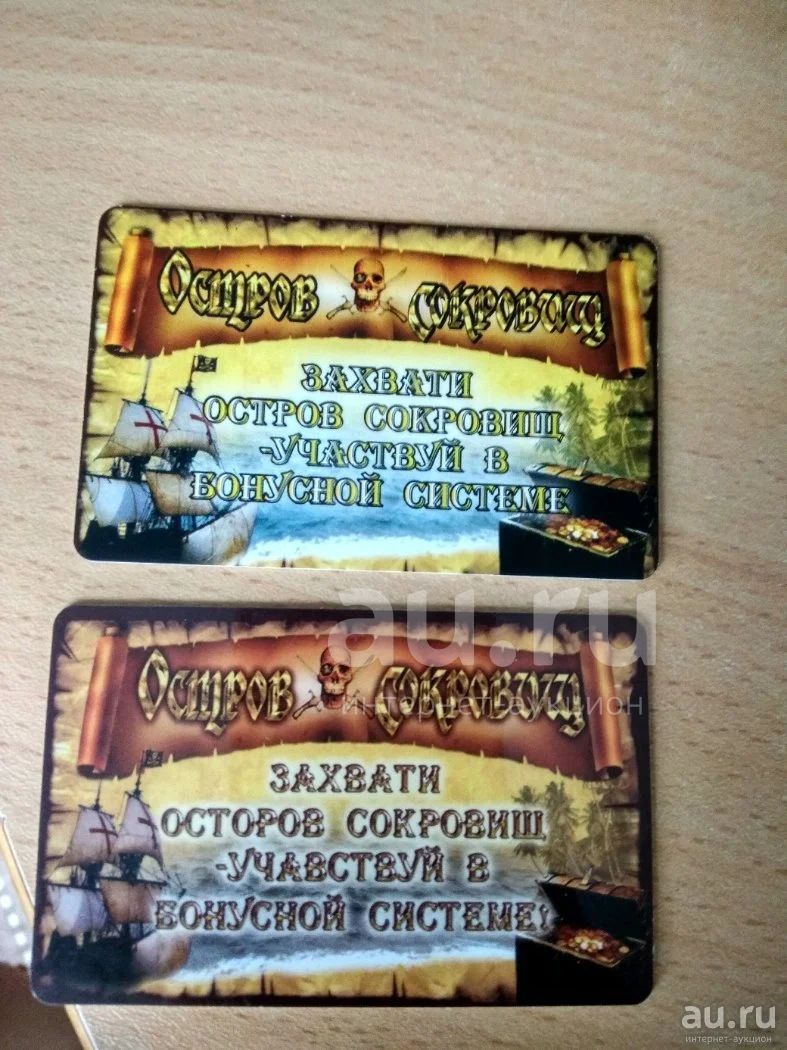 Остров сокровищ
ЗАХВАТИ
ОСТРОВ СОКРОВИЩ
-УЧАСТВУЙ В
БОНУСНОЙ СИСТЕМЕ
au.ru
интернет-аукцион
Остров сокровищ
ЗАХВАТИ
ОСТОРОВ СОКРОВИЩ
-УЧАВСТВУЙ В
БОНУСНОЙ СИСТЕМЕ!
au.ru
интернет-аукцион